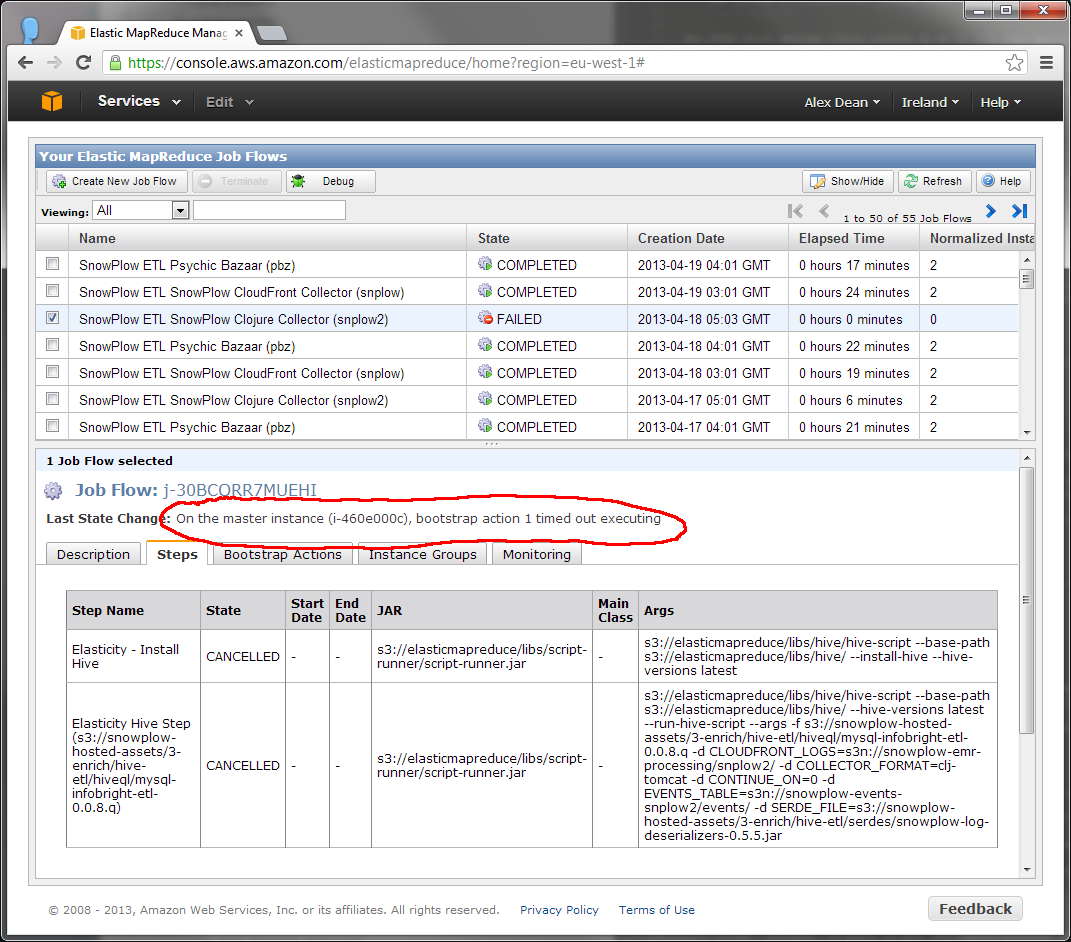 Elastic MapReduce Manag
https://console.aws.amazon.com/elasticmapreduce/home?region=eu-west-1#
Services Edit Alex Dean Ireland Help
Your Elastic MapReduce Job Flows
Create New Job Flow Terminate Debug Show/Hide Refresh Help
Viewing: All 1 to 50 of 55 Job Flows
Name State Creation Date Elapsed Time Normalized Insta
SnowPlow ETL Psychic Bazaar (pbz) COMPLETED 2013-04-19 04:01 GMT 0 hours 17 minutes 2
SnowPlow ETL SnowPlow CloudFront Collector (snplow) COMPLETED 2013-04-19 03:01 GMT 0 hours 24 minutes 2
SnowPlow ETL SnowPlow Clojure Collector (snplow2) FAILED 2013-04-18 05:03 GMT 0 hours 0 minutes 0
SnowPlow ETL Psychic Bazaar (pbz) COMPLETED 2013-04-18 04:01 GMT 0 hours 22 minutes 2
SnowPlow ETL SnowPlow CloudFront Collector (snplow) COMPLETED 2013-04-18 03:01 GMT 0 hours 19 minutes 2
SnowPlow ETL SnowPlow Clojure Collector (snplow2) COMPLETED 2013-04-17 05:01 GMT 0 hours 6 minutes 2
SnowPlow ETL Psychic Bazaar (pbz) COMPLETED 2013-04-17 04:01 GMT 0 hours 21 minutes 2
1 Job Flow selected
Job Flow: j-30BCQRR7MUEHI
Last State Change: On the master instance (i-460e000c), bootstrap action 1 timed out executing
Description Steps Bootstrap Actions Instance Groups Monitoring
Step Name State Start Date End Date JAR Main Class Args
Elasticity - Install
Hive
CANCELLED
-
-
s3://elasticmapreduce/libs/script-
runner/script-runner.jar
-
s3://elasticmapreduce/libs/hive/hive-script --base-path
s3://elasticmapreduce/libs/hive/ --install-hive --hive-
versions latest
Elasticity Hive Step
(s3://snowplow-
hosted-assets/3-
enrich/hive-
etl/hiveql/mysql-
infobright-etl-
0.0.8.q)
CANCELLED
-
-
s3://elasticmapreduce/libs/script-
runner/script-runner.jar
-
s3://elasticmapreduce/libs/hive/hive-script --base-path
s3://elasticmapreduce/libs/hive/ --hive-versions latest
--run-hive-script --args -f s3://snowplow-hosted-
assets/3-enrich/hive-etl/hiveql/mysql-infobright-etl-
0.0.8.q -d CLOUDFRONT_LOGS=s3n://snowplow-emr-
processing/snplow2/ -d COLLECTOR_FORMAT=clj-
tomcat -d CONTINUE_ON=0 -d
EVENTS_TABLE=s3n://snowplow-events-
snplow2/events/ -d SERDE_FILE=s3://snowplow-
hosted-assets/3-enrich/hive-etl/serdes/snowplow-log-
deserializers-0.5.5.jar
© 2008 - 2013, Amazon Web Services, Inc. or its affiliates. All rights reserved. Privacy Policy Terms of Use Feedback